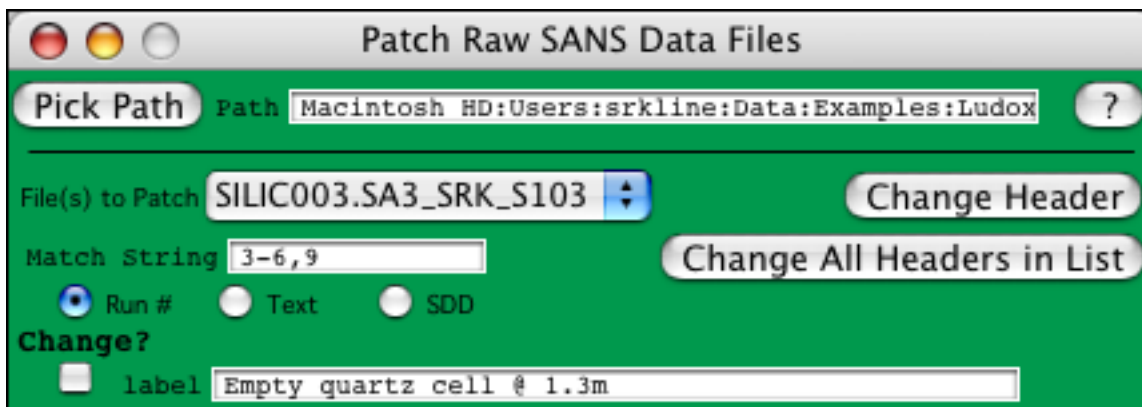 Patch Raw SANS Data Files
Pick Path Path Macintosh HD:Users:srkline:Data:Examples:Ludox ?
File(s) to Patch SILIC003.SA3_SRK_S103 Change Header
Match String 3-6,9 Change All Headers in List
Run # Text SDD
Change?
label Empty quartz cell @ 1.3m